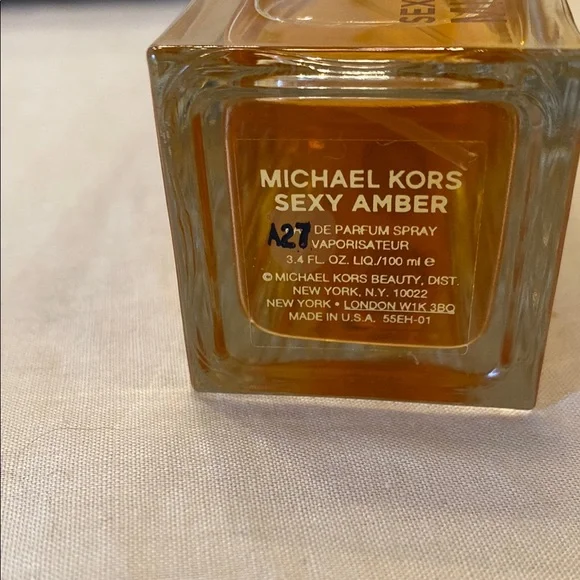 SEX
MICHAEL KORS
SEXY AMBER
A27 DE PARFUM SPRAY
VAPORISATEUR
3.4 FL. OZ. LIQ./100 ml ℮
© MICHAEL KORS BEAUTY, DIST.
NEW YORK, N.Y. 10022
NEW YORK • LONDON W1K 3BQ
MADE IN U.S.A. 55EH-01